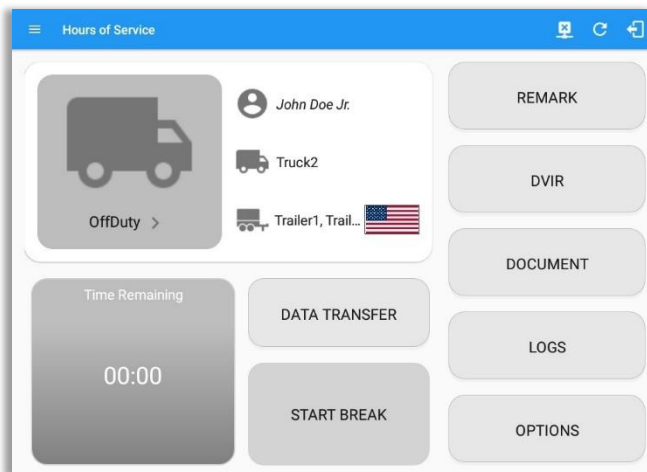 Hours of Service
John Doe Jr.
Truck2
Trailer1, Trail...
OffDuty >
Time Remaining
00:00
DATA TRANSFER
START BREAK
REMARK
DVIR
DOCUMENT
LOGS
OPTIONS